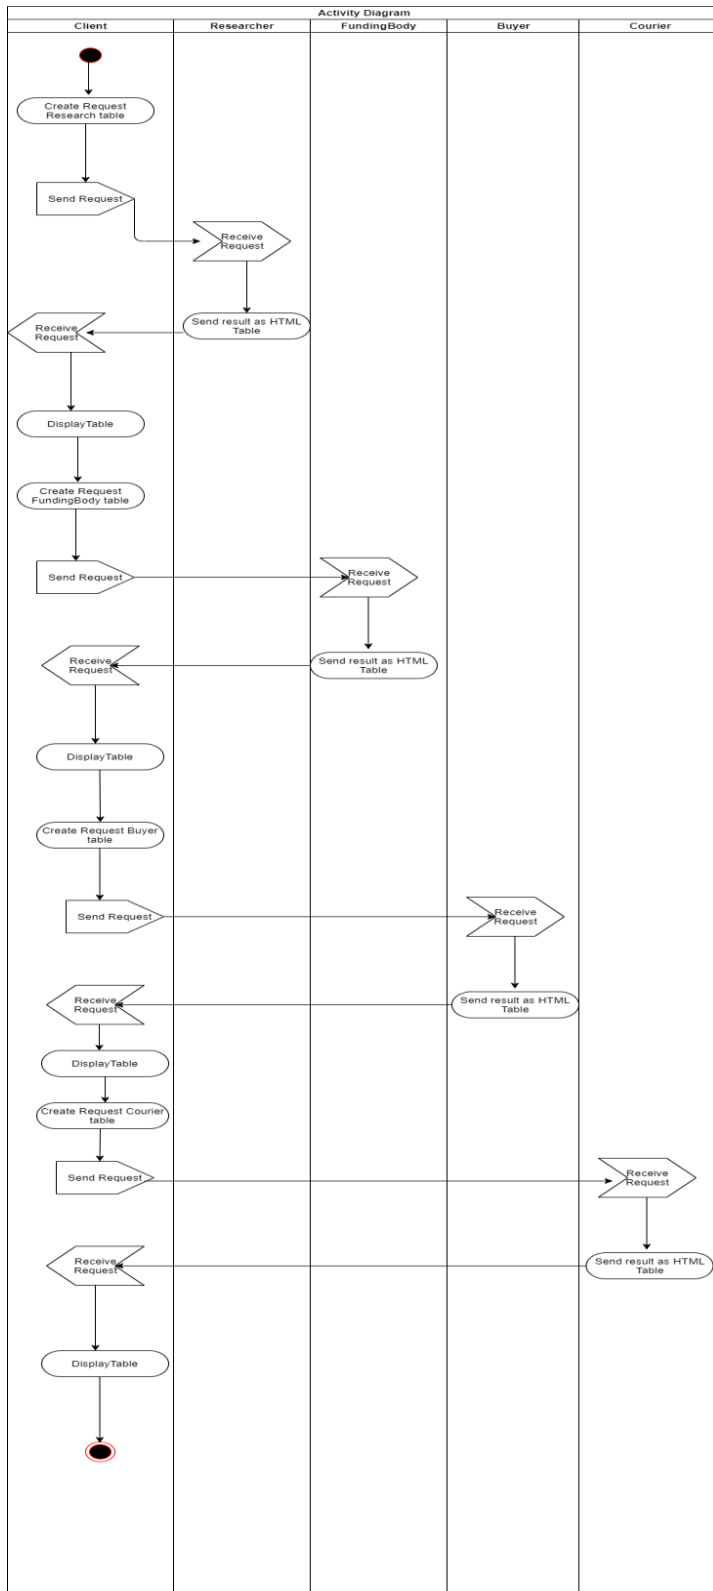 Activity Diagram
Client
Researcher
FundingBody
Buyer
Courier
Create Request
Research table
Send Request
Receive
Request
Send result as HTML
Table
Receive
Request
DisplayTable
Create Request
FundingBody table
Send Request
Receive
Request
Send result as HTML
Table
Receive
Request
DisplayTable
Create Request Buyer
table
Send Request
Receive
Request
Send result as HTML
Table
Receive
Request
DisplayTable
Create Request Courier
table
Send Request
Receive
Request
Send result as HTML
Table
Receive
Request
DisplayTable